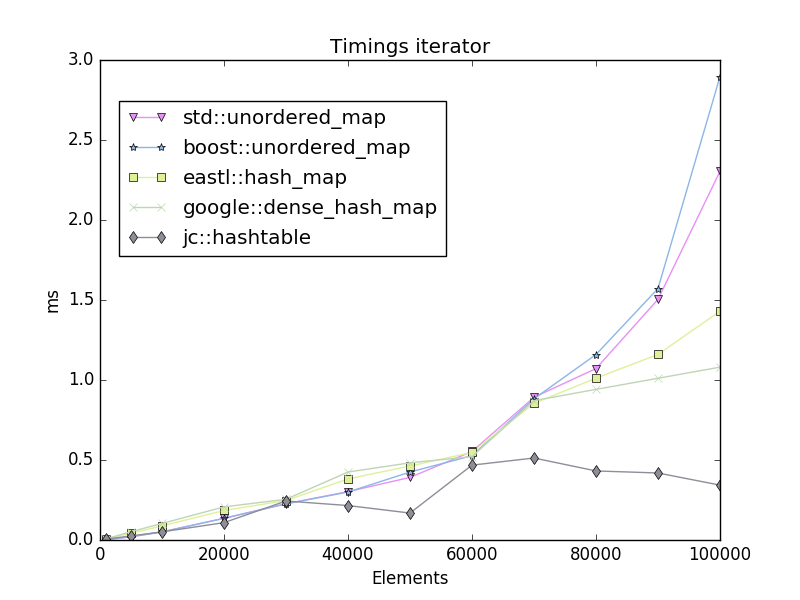 Timings iterator
3.0
2.5
2.0
1.5
1.0
0.5
0.0
ms
std::unordered_map
boost::unordered_map
eastl::hash_map
google::dense_hash_map
jc::hashtable
0 20000 40000 60000 80000 100000
Elements